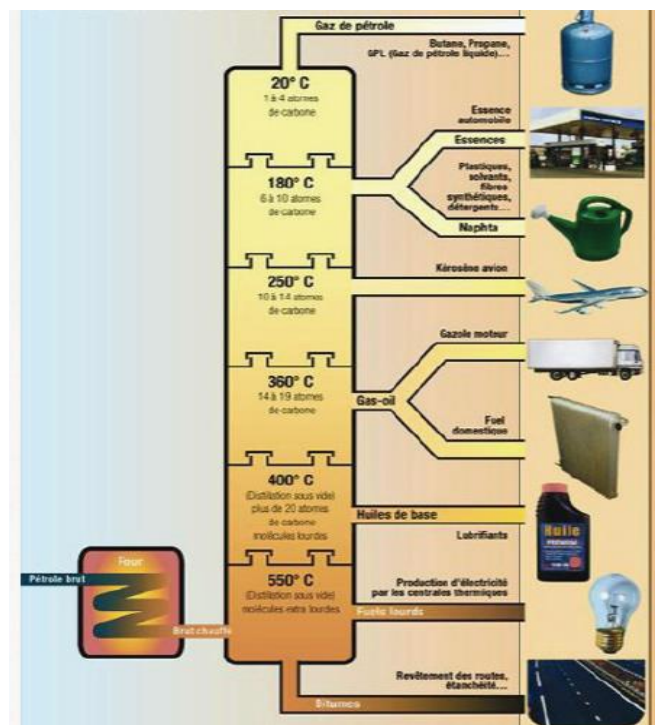 Gaz de pétrole
Butane, Propane,
GPL (Gaz de pétrole liquide)....
20° C
1 à 4 atomes
de carbone
Essence
automobile
Essences
180° C
6 à 10 atomes
de carbone
Plastiques,
solvants,
fibres
synthétiques,
détergents....
Naphta
250° C
10 à 14 atomes
de carbone
Kérosène avion
Gazole moteur
360° C
14 à 19 atomes
de carbone
Gas-oil
Fuel
domestique
400° C
(Distillation sous vide)
plus de 20 atomes
de carbone
molécules lourdes
Huiles de base
Lubrifiants
Huile
PREMIUM
Four
Pétrole brut
Brut chauffé
550° C
(Distillation sous vide)
molécules extra lourdes
Production d'électricité
par les centrales thermiques
Fuels lourds
Revêtement des routes,
étanchéité....
Bitumes